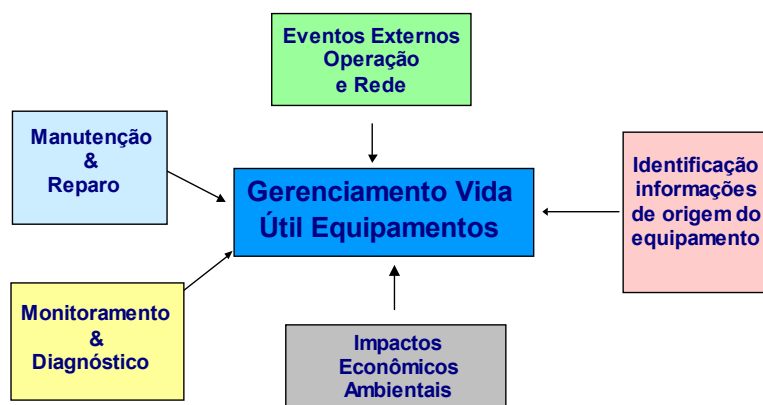 Eventos Externos
Operação
e Rede
Manutenção
&
Reparo
Gerenciamento Vida
Útil Equipamentos
Identificação
informações
de origem do
equipamento
Monitoramento
&
Diagnóstico
Impactos
Econômicos
Ambientais